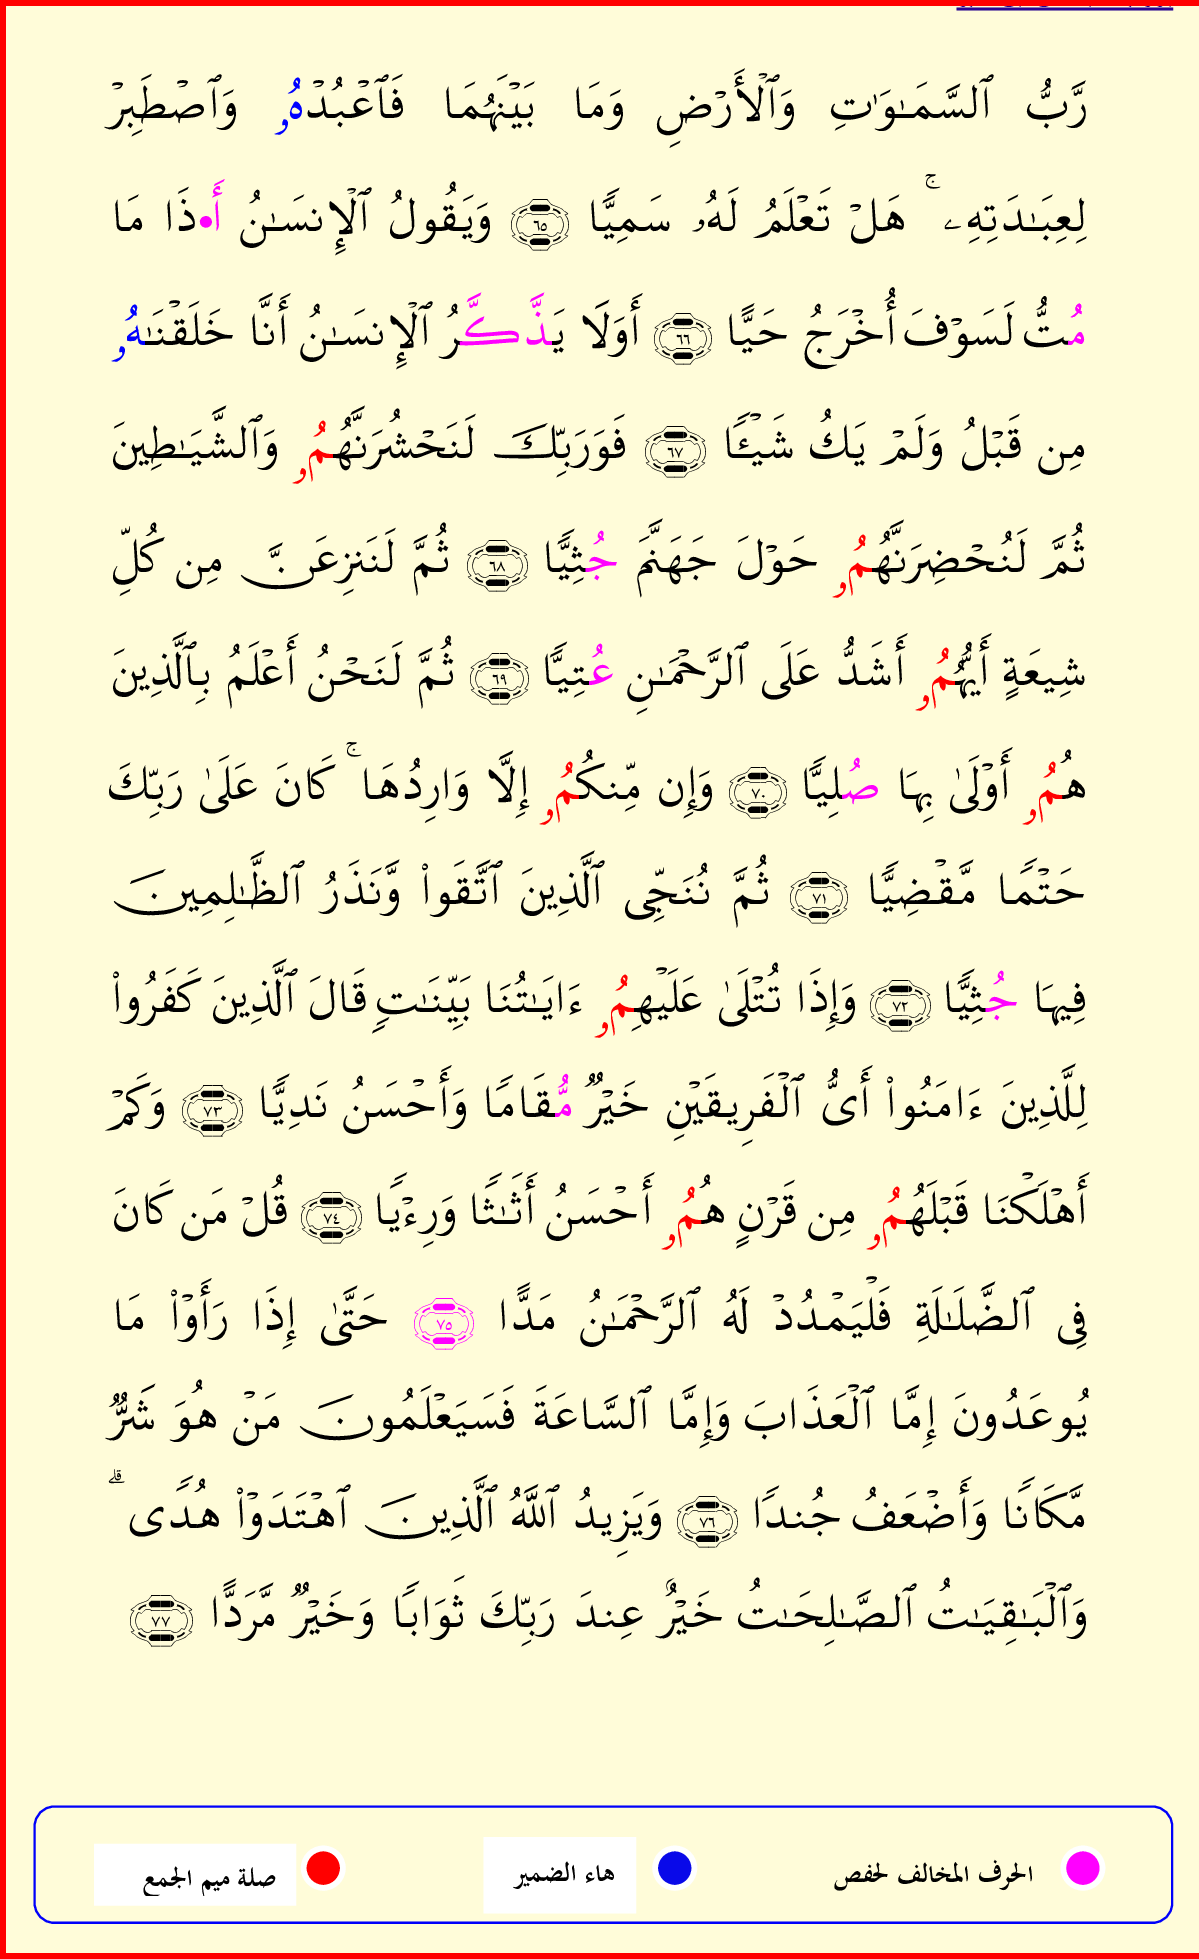 رَّبُّ ٱلسَّمَـٰوَٰتِ وَٱلْأَرْضِ وَمَا بَيْنَهُمَا فَٱعْبُدْهُۥ وَٱصْطَبِرْ
لِعِبَـٰدَتِهِۦ ۚ هَلْ تَعْلَمُ لَهُۥ سَمِيًّا ٦٥ وَيَقُولُ ٱلْإِنسَـٰنُ أَ•ذَا مَا
مُتُّ لَسَوْفَ أُخْرَجُ حَيًّا ٦٦ أَوَلَا يَذَّكَّرُ ٱلْإِنسَـٰنُ أَنَّا خَلَقْنَـٰهُۥ
مِن قَبْلُ وَلَمْ يَكُ شَيْـًٔا ٦٧ فَوَرَبِّكَ لَنَحْشُرَنَّهُمُۥ وَٱلشَّيَـٰطِينَ
ثُمَّ لَنُحْضِرَنَّهُمُۥ حَوْلَ جَهَنَّمَ جُثِيًّا ٦٨ ثُمَّ لَنَنزِعَنَّ مِن كُلِّ
شِيعَةٍ أَيُّهُمُۥ أَشَدُّ عَلَى ٱلرَّحْمَـٰنِ عُتِيًّا ٦٩ ثُمَّ لَنَحْنُ أَعْلَمُ بِٱلَّذِينَ
هُمُۥ أَوْلَىٰ بِهَا صُلِيًّا ٧٠ وَإِن مِّنكُمُۥ إِلَّا وَارِدُهَا ۚ كَانَ عَلَىٰ رَبِّكَ
حَتْمًا مَّقْضِيًّا ٧١ ثُمَّ نُنَجِّى ٱلَّذِينَ ٱتَّقَوا۟ وَّنَذَرُ ٱلظَّـٰلِمِينَ
فِيهَا جُثِيًّا ٧٢ وَإِذَا تُتْلَىٰ عَلَيْهِمُۥ ءَايَـٰتُنَا بَيِّنَـٰتٍ قَالَ ٱلَّذِينَ كَفَرُوا۟
لِلَّذِينَ ءَامَنُوا۟ أَىُّ ٱلْفَرِيقَيْنِ خَيْرٌ مُّقَامًا وَأَحْسَنُ نَدِيًّا ٧٣ وَكَمْ
أَهْلَكْنَا قَبْلَهُمُۥ مِن قَرْنٍ هُمُۥ أَحْسَنُ أَثَـٰثًا وَرِءْيًا ٧٤ قُلْ مَن كَانَ
فِى ٱلضَّلَـٰلَةِ فَلْيَمْدُدْ لَهُ ٱلرَّحْمَـٰنُ مَدًّا ٧٥ حَتَّىٰ إِذَا رَأَوْا۟ مَا
يُوعَدُونَ إِمَّا ٱلْعَذَابَ وَإِمَّا ٱلسَّاعَةَ فَسَيَعْلَمُونَ مَنْ هُوَ شَرٌّ
مَّكَانًا وَأَضْعَفُ جُندًا ٧٦ وَيَزِيدُ ٱللَّهُ ٱلَّذِينَ ٱهْتَدَوْا۟ هُدًى ۗ
وَٱلْبَـٰقِيَـٰتُ ٱلصَّـٰلِحَـٰتُ خَيْرٌ عِندَ رَبِّكَ ثَوَابًا وَخَيْرٌ مَّرَدًّا ٧٧
الحرف المخالف لحفص هاء الضمير صلة ميم الجمع